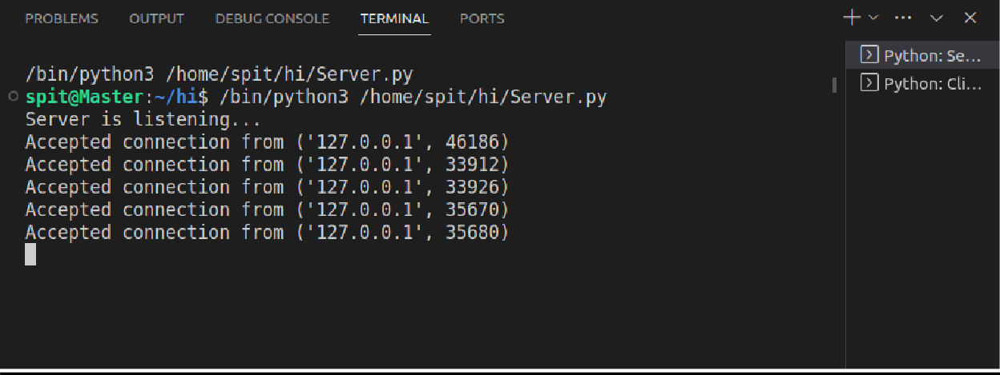 PROBLEMS OUTPUT DEBUG CONSOLE TERMINAL PORTS
/bin/python3 /home/spit/hi/Server.py
spit@Master:~/hi$ /bin/python3 /home/spit/hi/Server.py
Server is listening...
Accepted connection from ('127.0.0.1', 46186)
Accepted connection from ('127.0.0.1', 33912)
Accepted connection from ('127.0.0.1', 33926)
Accepted connection from ('127.0.0.1', 35670)
Accepted connection from ('127.0.0.1', 35680)
Python: Se...
Python: Cli...